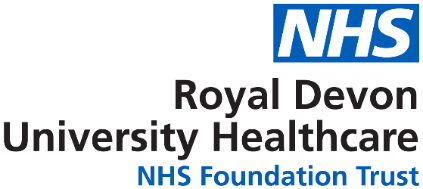 NHS
Royal Devon
University Healthcare
NHS Foundation Trust